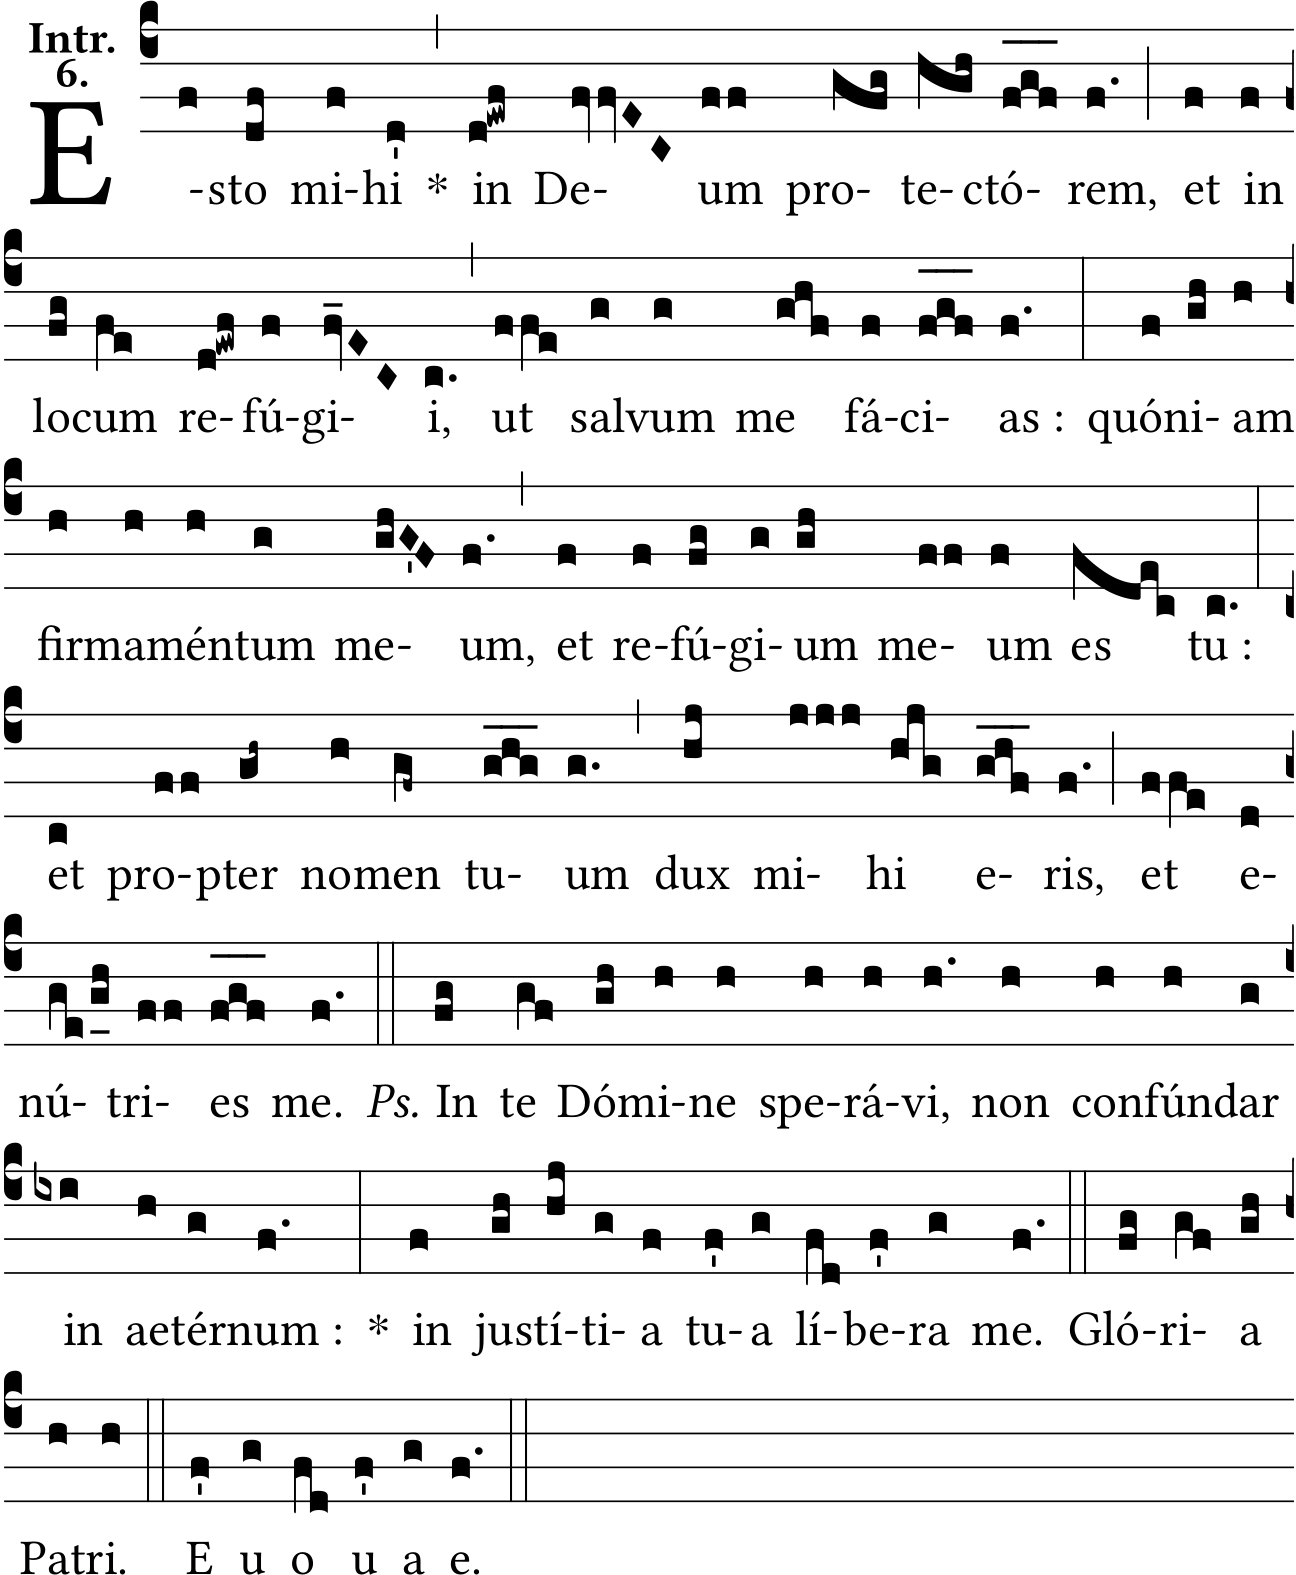 Intr.
6.
E-sto mi-hi * in De- um pro- te-ctó- rem, et in
locum re-fú-gi- i, ut salvum me fá-ci- as : quóni- am
firmaméntum me- um, et re-fú-gi-um me- um es tu :
et pro-pter nomen tu- um dux mi- hi e- ris, et e-
nú- tri- es me. Ps. In te Dómi-ne spe-rá-vi, non confúndar
in aetérnum : * in justí-ti- a tu-a lí-be-ra me. Gló-ri- a
Patri. E u o u a e.